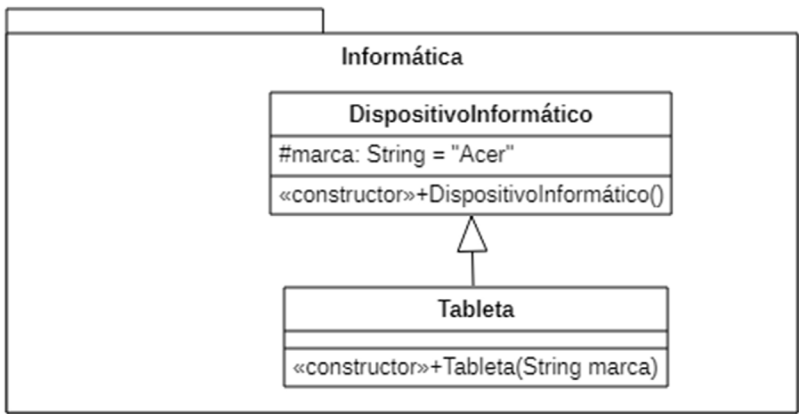 Informática
DispositivoInformático
#marca: String = "Acer"
«constructor»+DispositivoInformático()
Tableta
«constructor»+Tableta(String marca)